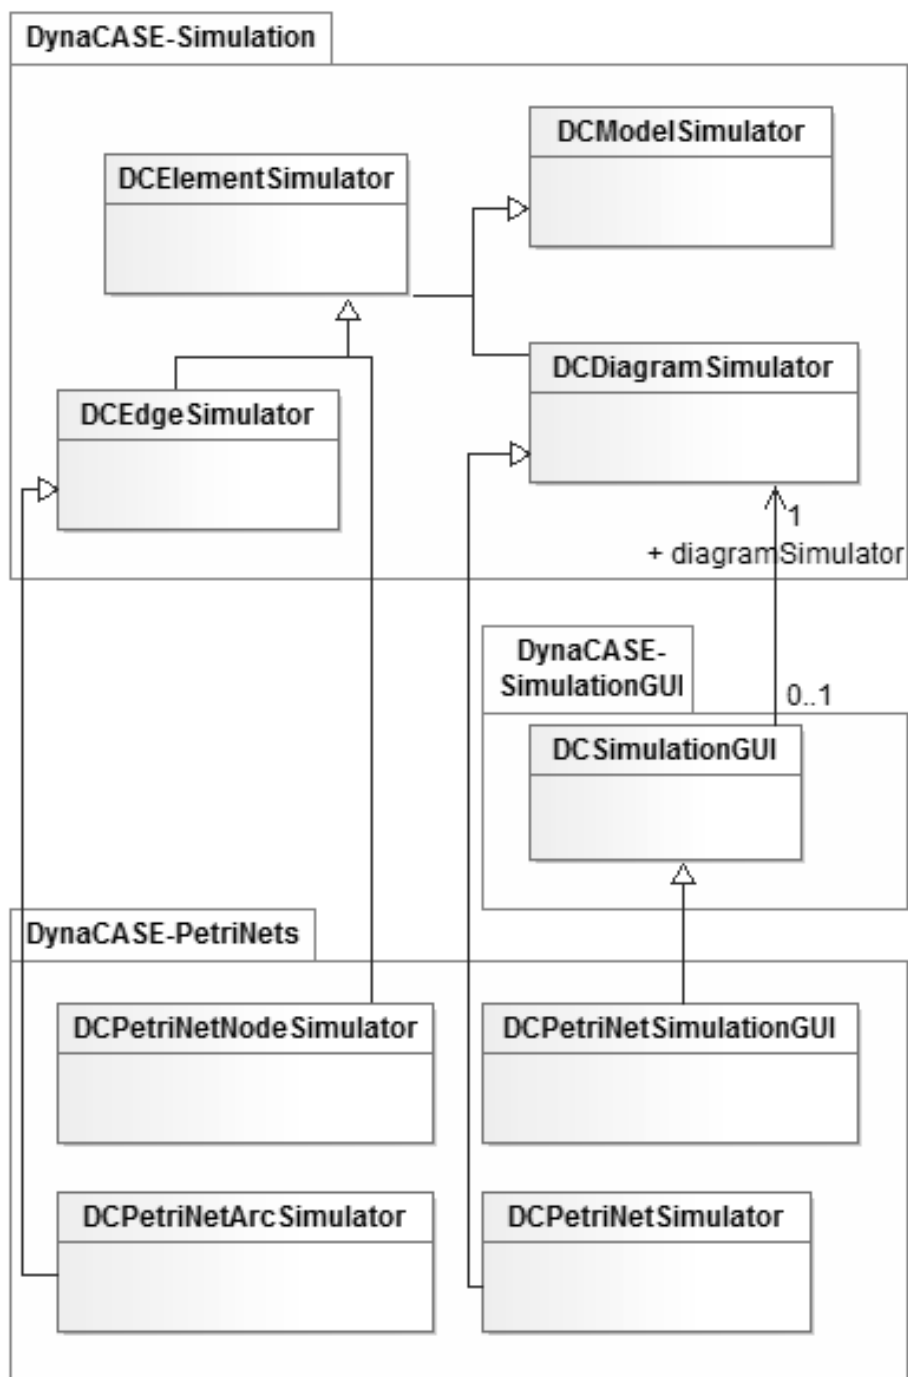 DynaCASE-Simulation
DCModelSimulator
DCElementSimulator
DCDiagramSimulator
DCEdgeSimulator
1
+ diagramSimulator
DynaCASE-
SimulationGUI
0..1
DCSimulationGUI
DynaCASE-PetriNets
DCPetriNetNodeSimulator
DCPetriNetSimulationGUI
DCPetriNetArcSimulator
DCPetriNetSimulator